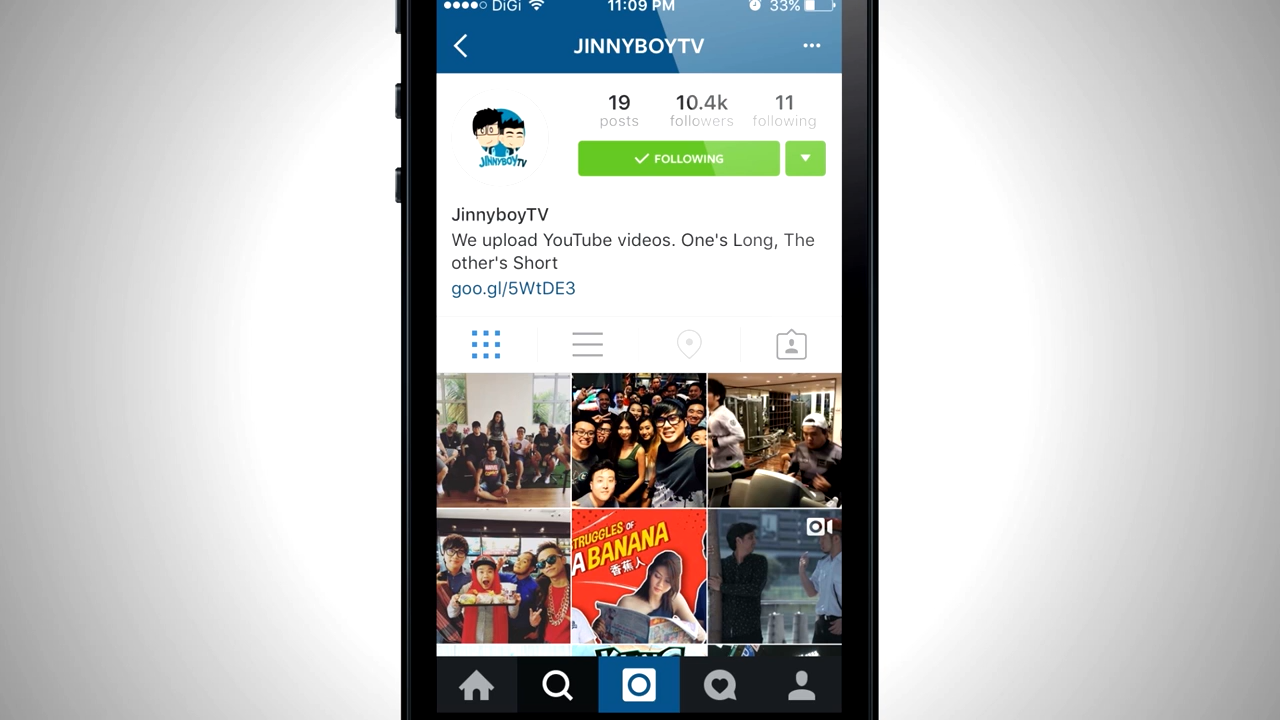 DiGi 11:09 PM 33%
JINNYBOYTV
19 10.4k 11
posts followers following
FOLLOWING
JINNYBOYTV
JinnyboyTV
We upload YouTube videos. One's Long, The
other's Short
goo.gl/5WtDE3
TRUGGLES OF
A BANANA
香蕉人